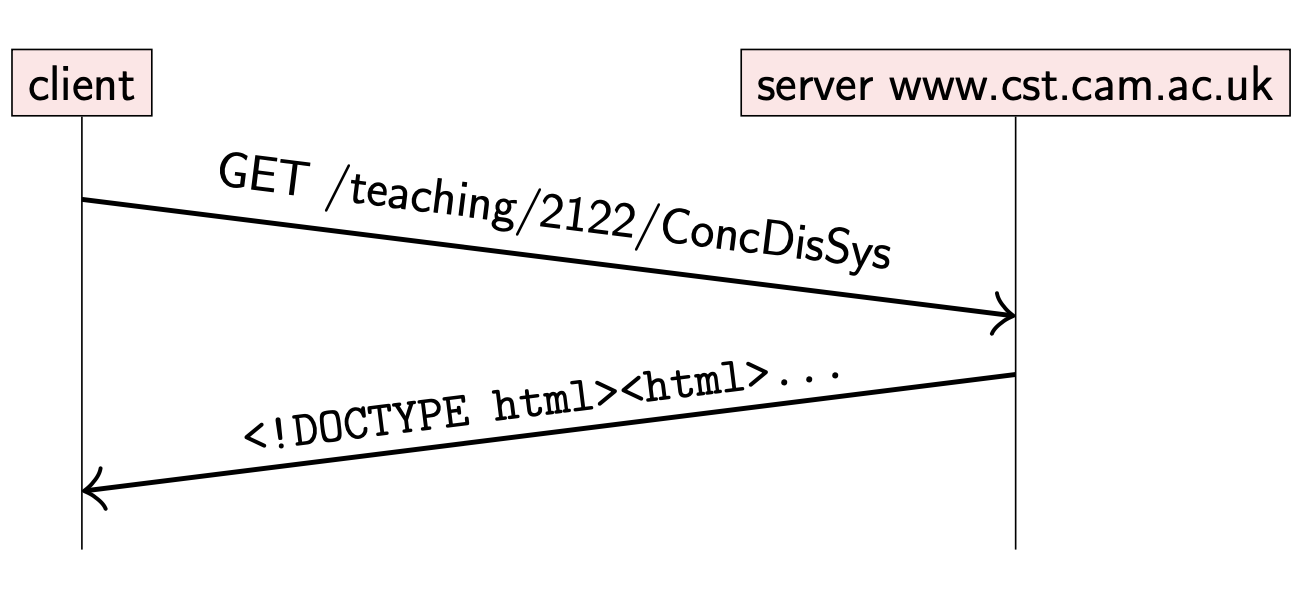 client
server www.cst.cam.ac.uk
GET /teaching/2122/ConcDisSys
<!DOCTYPE html><html>...